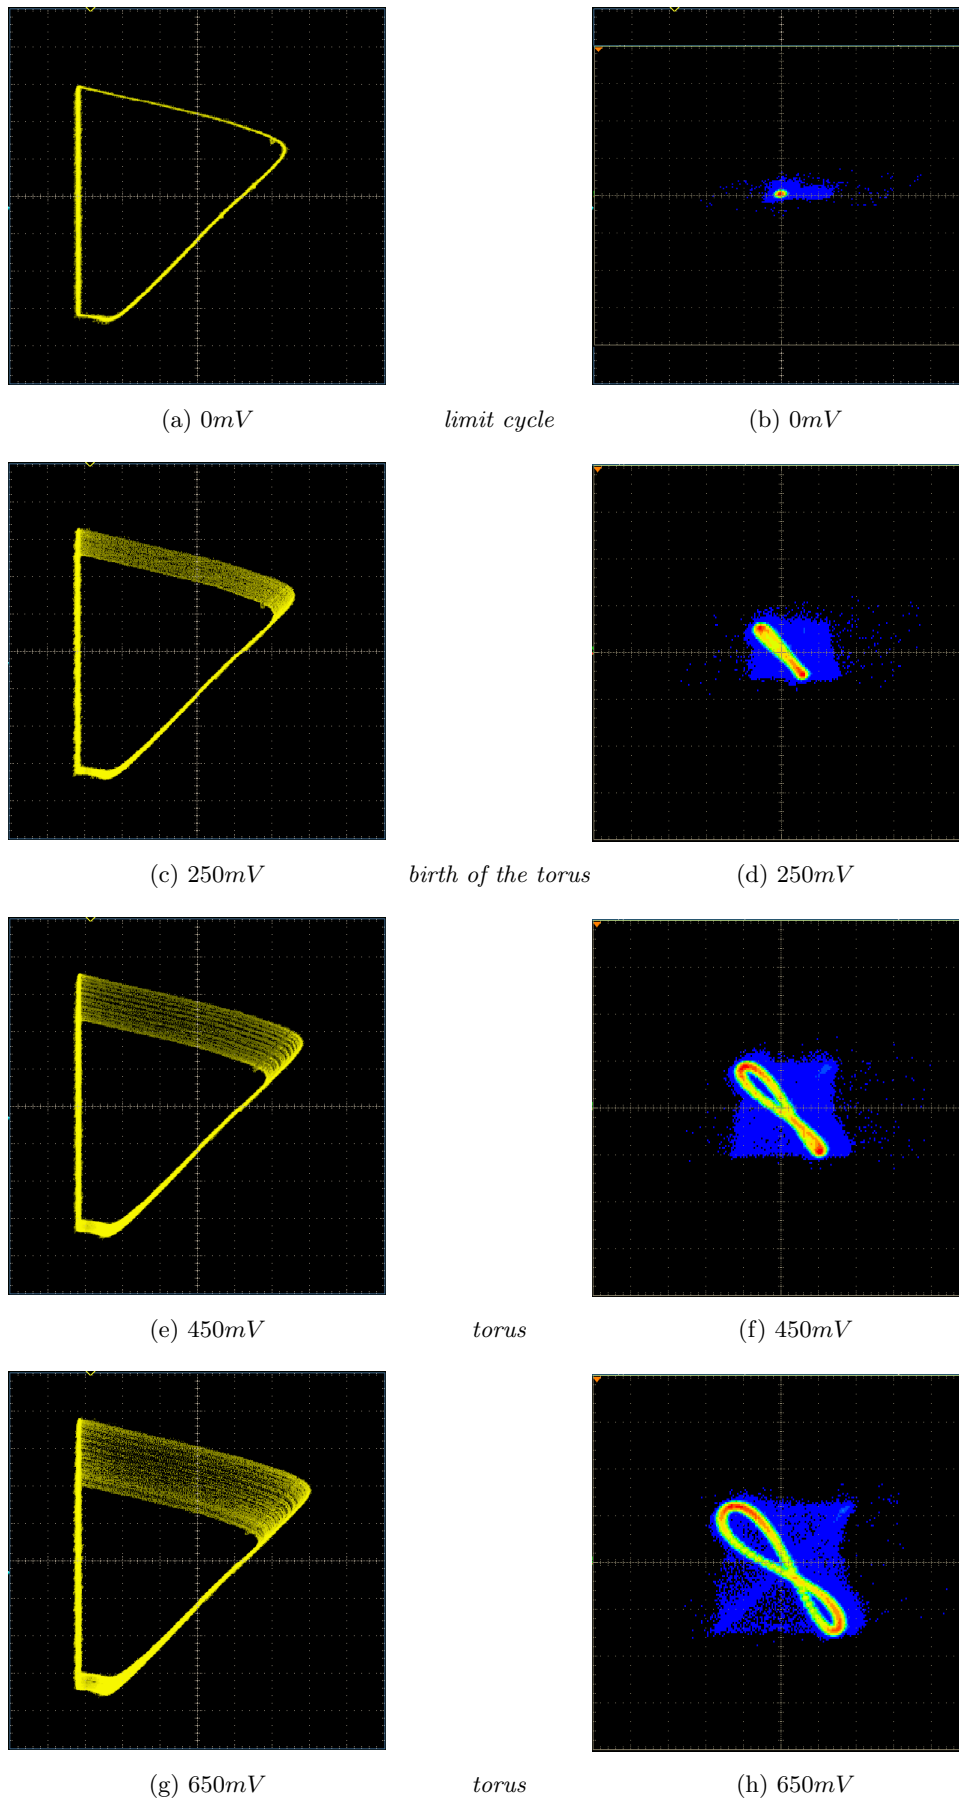 (a) 0mV limit cycle (b) 0mV
(c) 250mV birth of the torus (d) 250mV
(e) 450mV torus (f) 450mV
(g) 650mV torus (h) 650mV